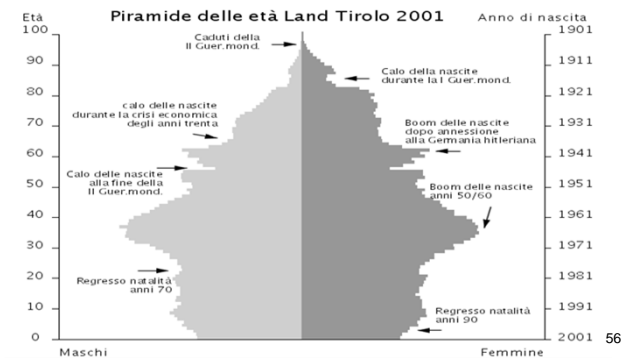 Età
Piramide delle età Land Tirolo 2001
Anno di nascita
100
90
80
70
60
50
40
30
20
10
0
1901
1911
1921
1931
1941
1951
1961
1971
1981
1991
2001
Caduti della
II Guer.mond.
Calo della nascite
durante la I Guer.mond.
calo delle nascite
durante la crisi economica
degli anni trenta
Boom delle nascite
dopo annessione
alla Germania hitleriana
Calo delle nascite
alla fine della
II Guer.mond.
Boom delle nascite
anni 50/60
Regresso natalità
anni 70
Regresso natalità
anni 90
Maschi
Femmine
56